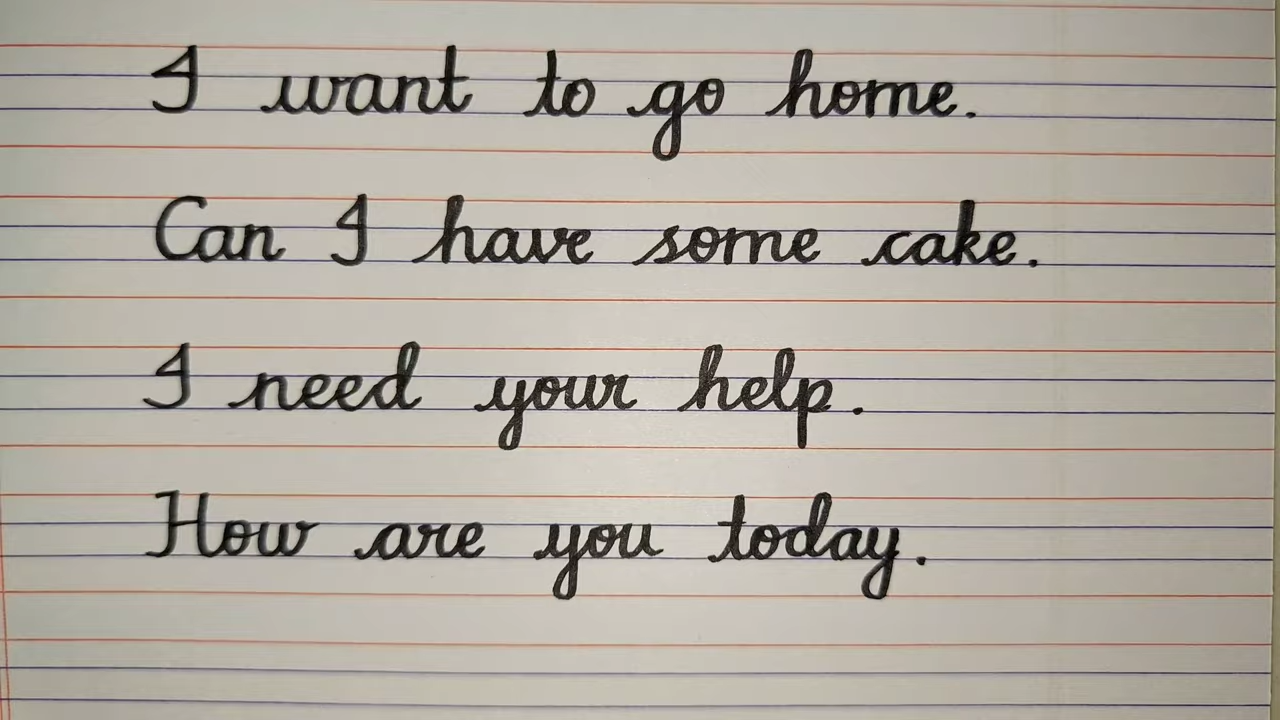 I want to go home.
Can I have some cake.
I need your help.
How are you today.